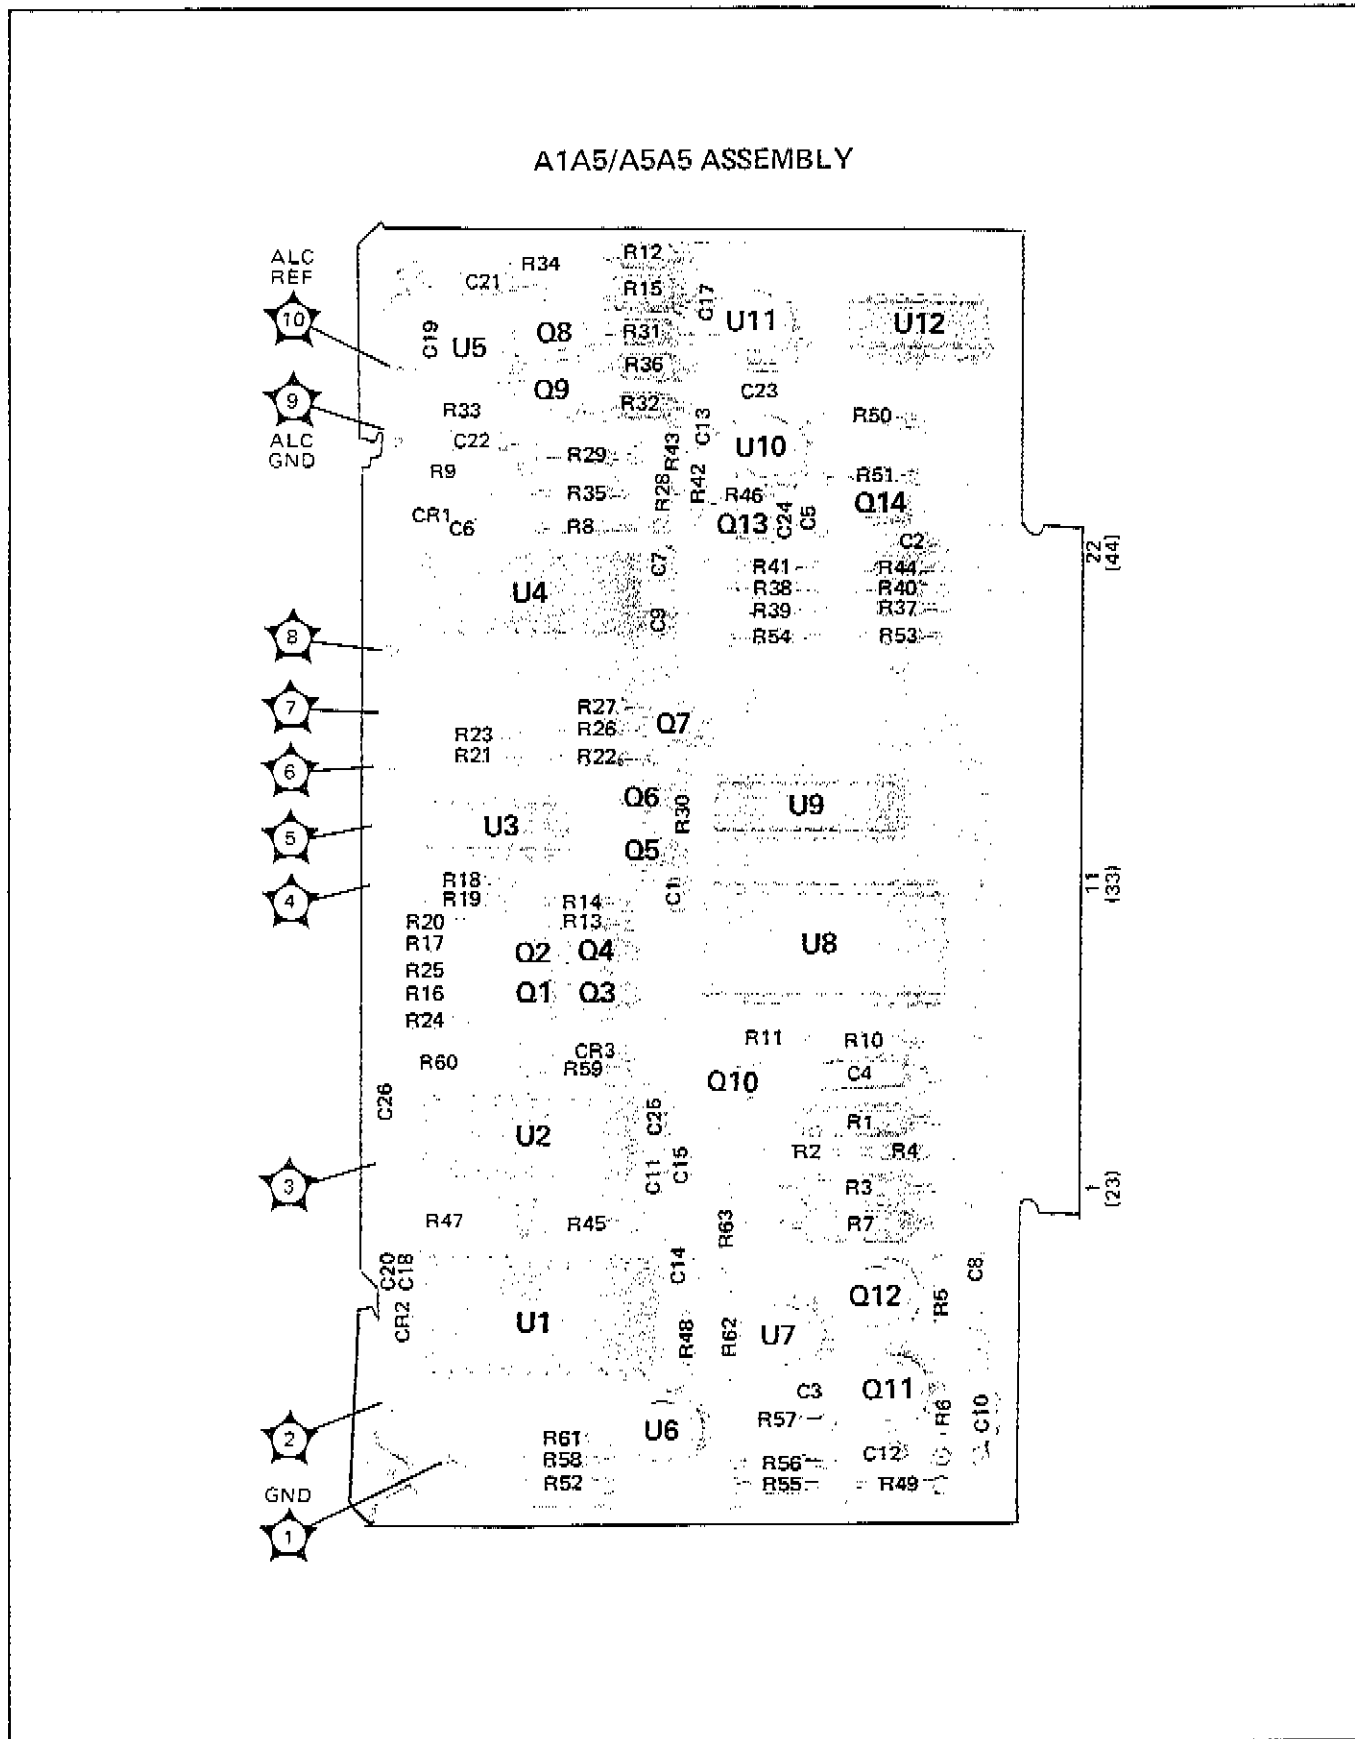 A1A5/A5A5 ASSEMBLY
ALC
REF
10
9
ALC
GND
8
7
6
5
4
3
2
GND
1
R34
C21
R12
R15
C17
C19
U5
Q8
R31
U11
U12
R36
Q9
C23
R33
R32
C22
R29
R43
C13
U10
R50
R9
R35
R28
R42
R46
R51
Q14
CR1
C6
R8
Q13
C24
C5
C2
U4
C7
C9
R41
R38
R39
R54
R44
R40
R37
R53
22
(44)
R27
R26
R22
Q7
R23
R21
Q6
R30
U9
U3
Q5
R18
R19
R14
R13
C1
11
(33)
R20
R17
R25
R16
R24
Q2
Q4
Q1
Q3
U8
R60
CR3
R59
R11
R10
Q10
C4
C26
U2
C25
C11
C15
R1
R2
R4
R3
R7
1
(23)
R47
R45
R63
C20
C18
CR2
U1
C14
R48
R62
U7
Q12
R5
C8
C3
R57
Q11
R6
C10
U6
R61
R58
R52
R56
R55
C12
R49